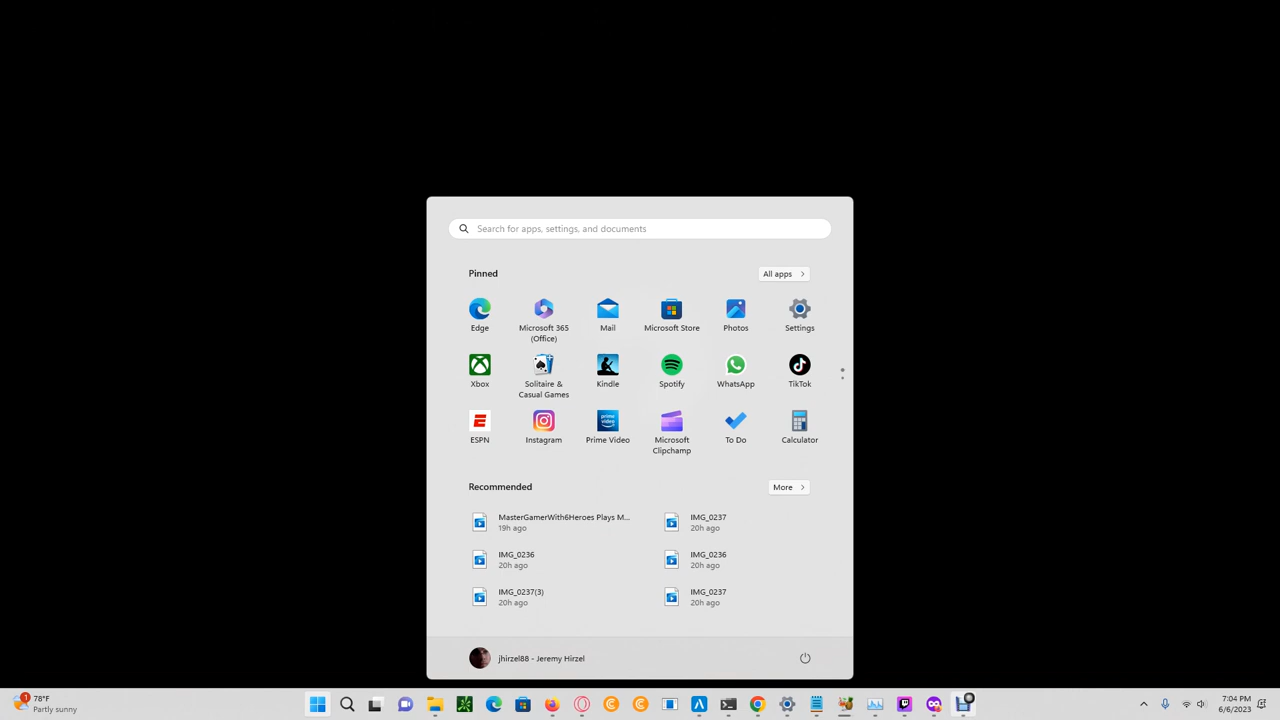 Search for apps, settings, and documents
Pinned
All apps
Edge
Microsoft 365
(Office)
Mail
Microsoft Store
Photos
Settings
Xbox
Solitaire &
Casual Games
Kindle
Spotify
WhatsApp
TikTok
ESPN
Instagram
prime
video
Prime Video
Microsoft
Clipchamp
To Do
Calculator
Recommended
More
MasterGamerWith6Heroes Plays M...
19h ago
IMG_0237
20h ago
IMG_0236
20h ago
IMG_0236
20h ago
IMG_0237(3)
20h ago
IMG_0237
20h ago
jhirzel88 - Jeremy Hirzel
1
78°F
Partly sunny
7:04 PM
6/6/2023